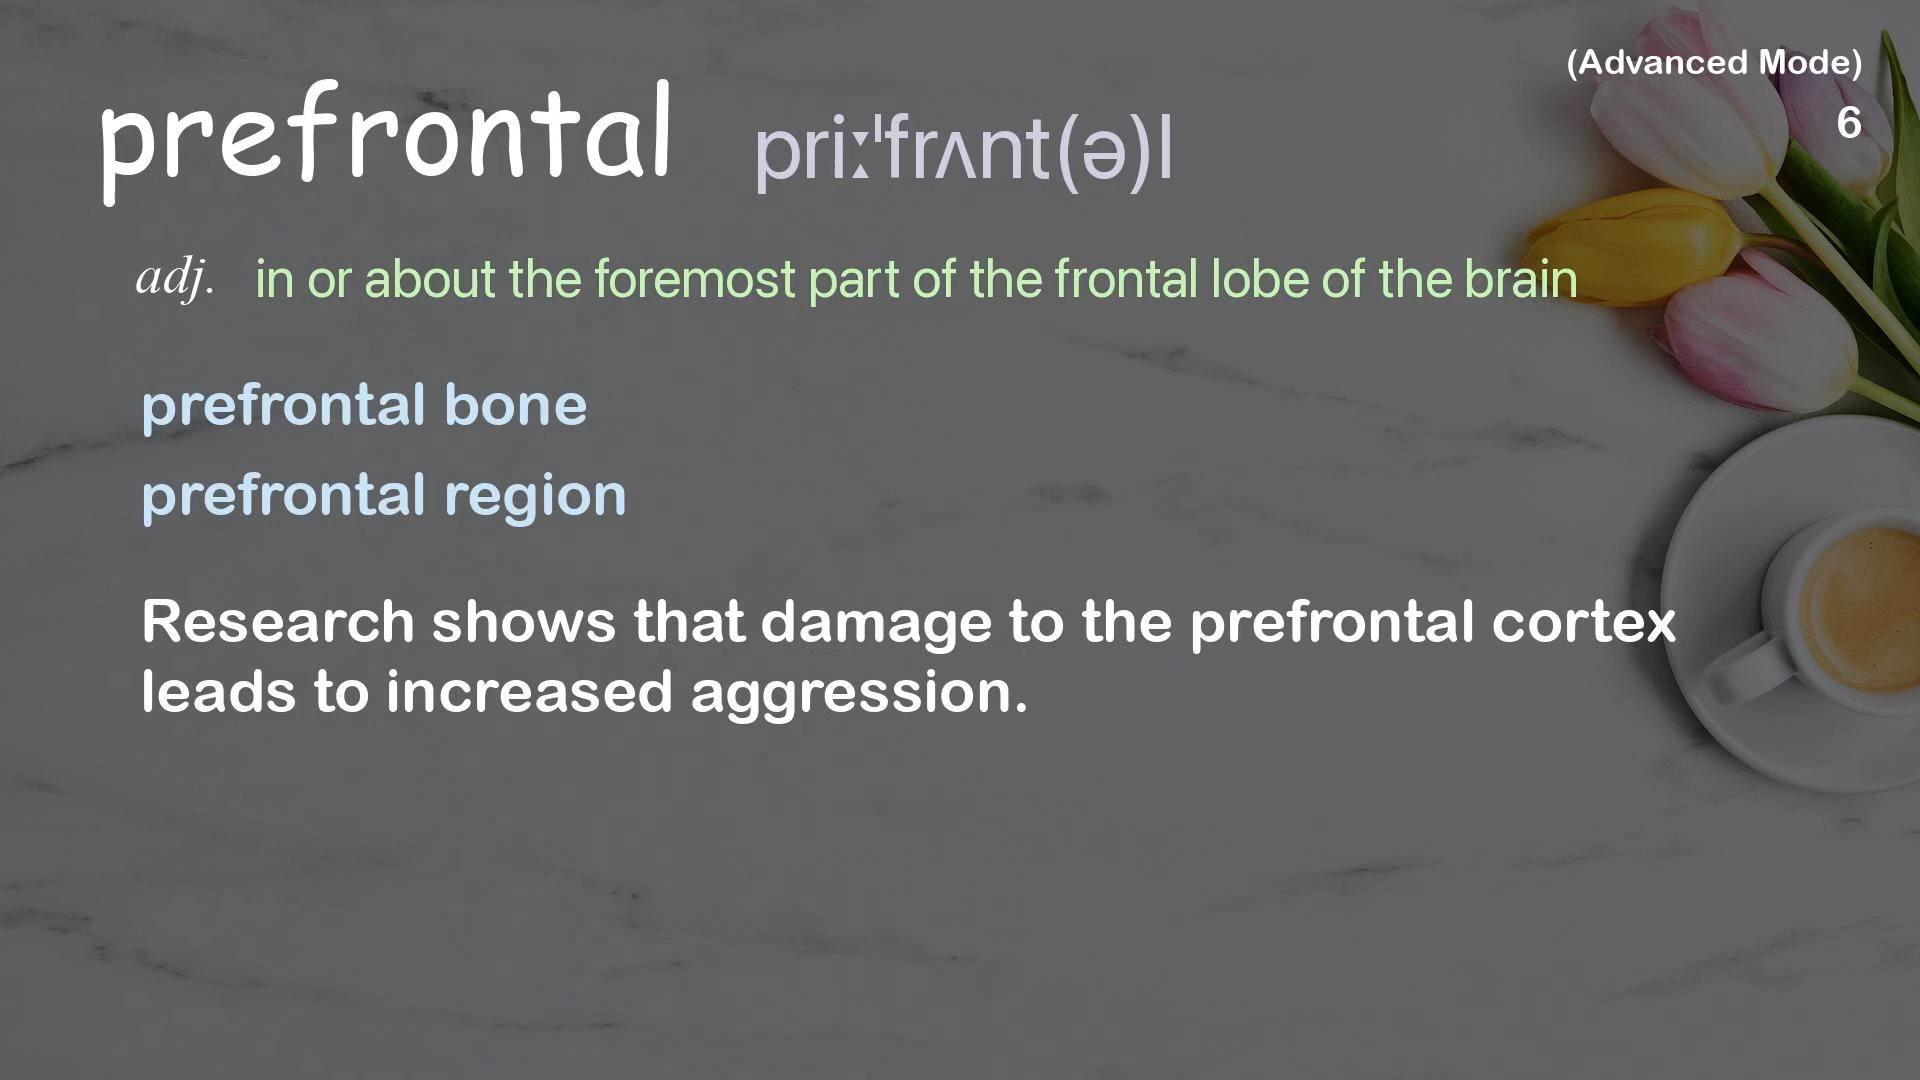 (Advanced Mode)
6
prefrontal priːˈfrʌnt(ə)l
adj. in or about the foremost part of the frontal lobe of the brain
prefrontal bone
prefrontal region
Research shows that damage to the prefrontal cortex
leads to increased aggression.